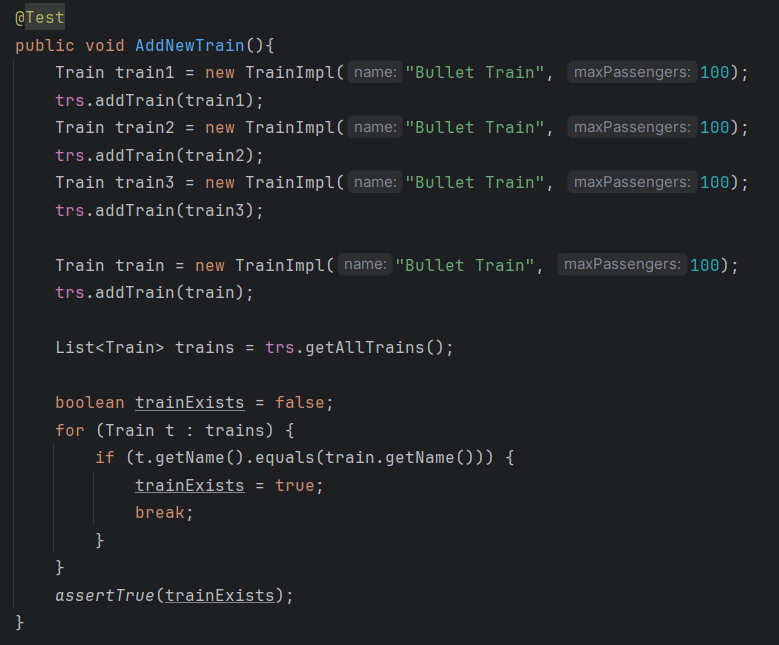 @Test
public void AddNewTrain(){
    Train train1 = new TrainImpl( name: "Bullet Train", maxPassengers: 100);
    trs.addTrain(train1);
    Train train2 = new TrainImpl( name: "Bullet Train", maxPassengers: 100);
    trs.addTrain(train2);
    Train train3 = new TrainImpl( name: "Bullet Train", maxPassengers: 100);
    trs.addTrain(train3);

    Train train = new TrainImpl( name: "Bullet Train", maxPassengers: 100);
    trs.addTrain(train);

    List<Train> trains = trs.getAllTrains();

    boolean trainExists = false;
    for (Train t : trains) {
        if (t.getName().equals(train.getName())) {
            trainExists = true;
            break;
        }
    }
    assertTrue(trainExists);
}